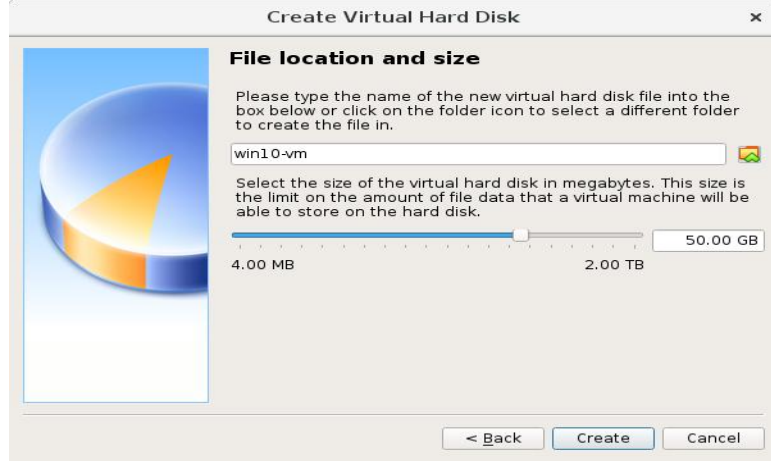 Create Virtual Hard Disk
File location and size
Please type the name of the new virtual hard disk file into the
box below or click on the folder icon to select a different folder
to create the file in.
win10-vm
Select the size of the virtual hard disk in megabytes. This size is
the limit on the amount of file data that a virtual machine will be
able to store on the hard disk.
50.00 GB
4.00 MB 2.00 TB
< Back Create Cancel